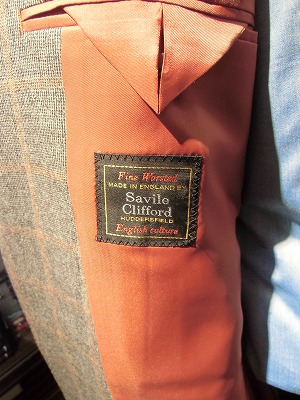 Fine Worsted
MADE IN ENGLAND BY
Savile
Clifford
HUDDERSFIELD
English culture